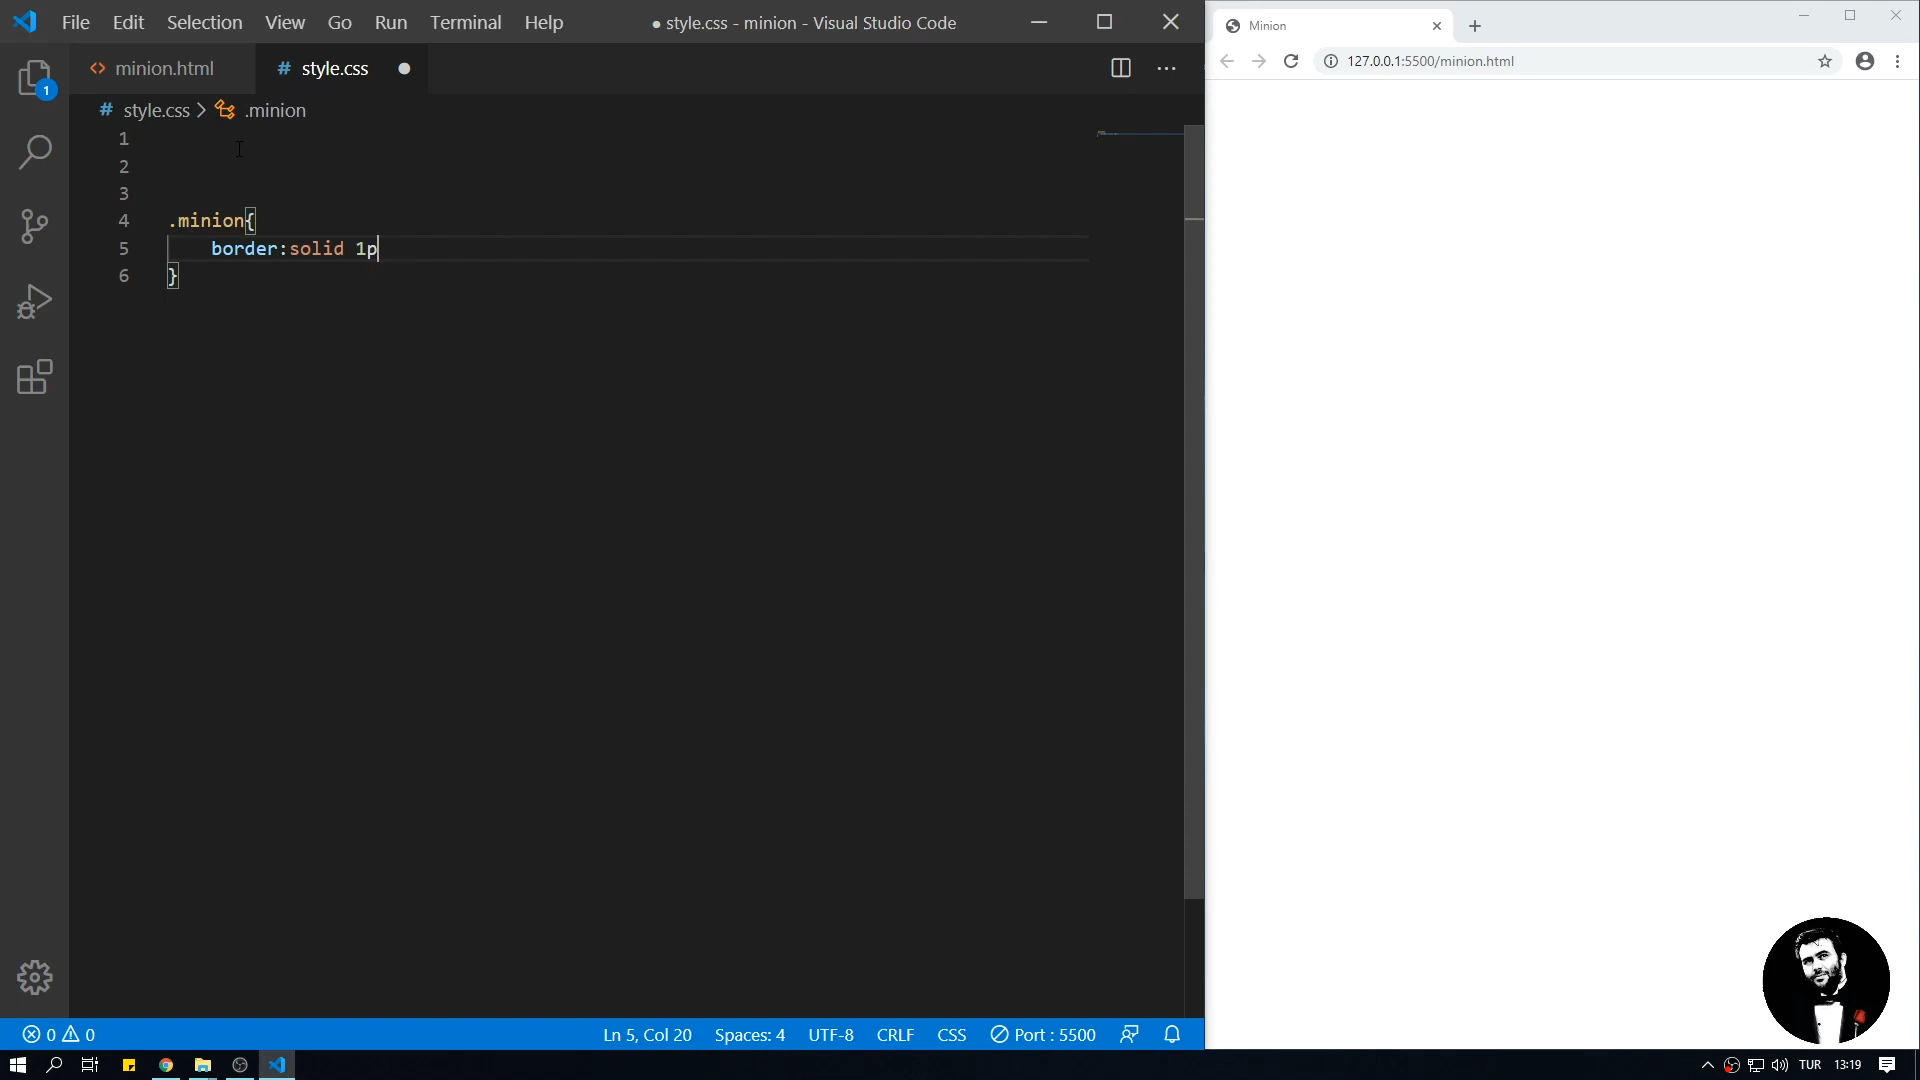 File Edit Selection View Go Run Terminal Help
● style.css - minion - Visual Studio Code
minion.html
# style.css ●
1
# style.css > .minion
1
2
3
4 .minion{
5 border:solid 1p
6 }
0 0
Ln 5, Col 20 Spaces: 4 UTF-8 CRLF CSS Port : 5500
Minion
127.0.0.1:5500/minion.html
TUR 13:19